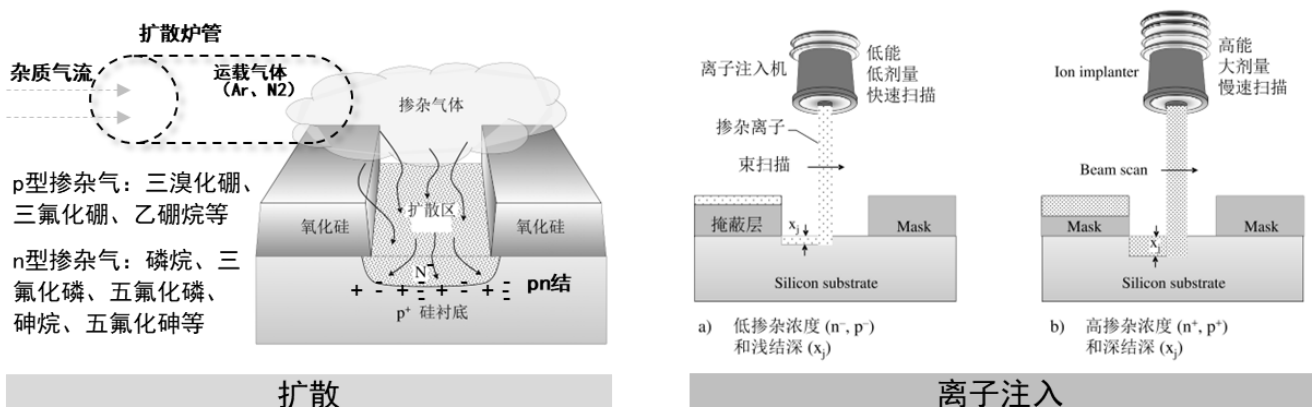 扩散炉管
杂质气流
运载气体
（Ar、N2）
掺杂气体
p型掺杂气：三溴化硼、
三氟化硼、乙硼烷等
n型掺杂气：磷烷、三
氟化磷、五氟化磷、
砷烷、五氟化砷等
扩散区
氧化硅
氧化硅
N⁻
+ - - + - + - + -
pn结
p⁺ 硅衬底
扩散
离子注入机
低能
低剂量
快速扫描
掺杂离子
束扫描
掩蔽层
xⱼ
Mask
Silicon substrate
a) 低掺杂浓度 (n⁻, p⁻)
和浅结深 (xⱼ)
Ion implanter
高能
大剂量
慢速扫描
Beam scan
Mask
xⱼ
Mask
Silicon substrate
b) 高掺杂浓度 (n⁺, p⁺)
和深结深 (xⱼ)
离子注入